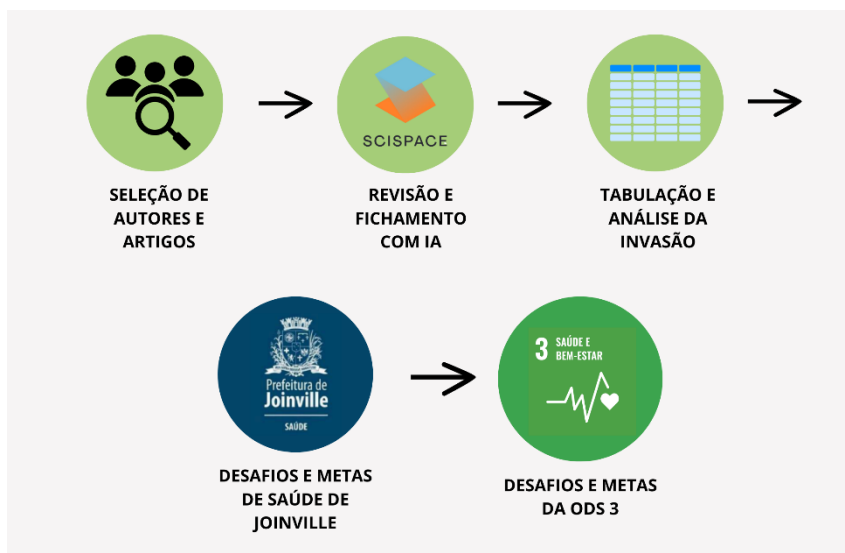 SCISPACE
SELEÇÃO DE
AUTORES E
ARTIGOS
REVISÃO E
FICHAMENTO
COM IA
TABULAÇÃO E
ANÁLISE DA
INVASÃO
Prefeitura de
Joinville
SAÚDE
3 SAÚDE E
BEM-ESTAR
DESAFIOS E METAS
DE SAÚDE DE
JOINVILLE
DESAFIOS E METAS
DA ODS 3